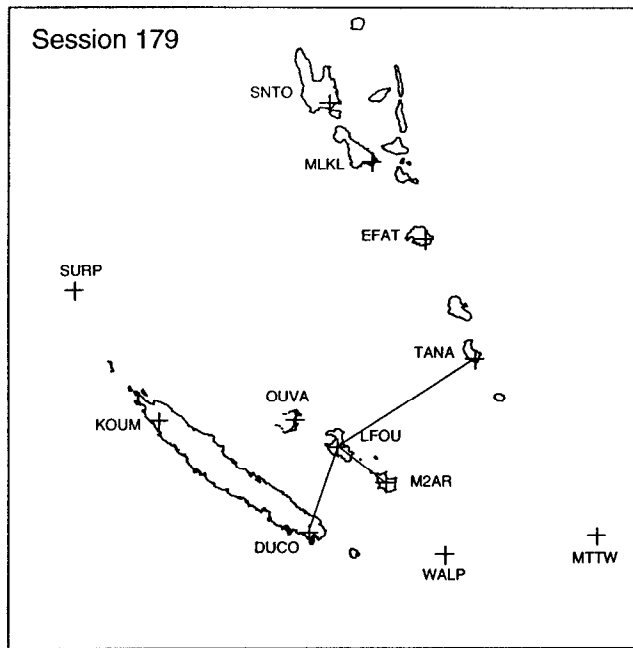 Session 179
SNTO
MLKL
EFAT
SURP
TANA
OUVA
KOUM
LFOU
M2AR
DUCO
WALP
MTTW